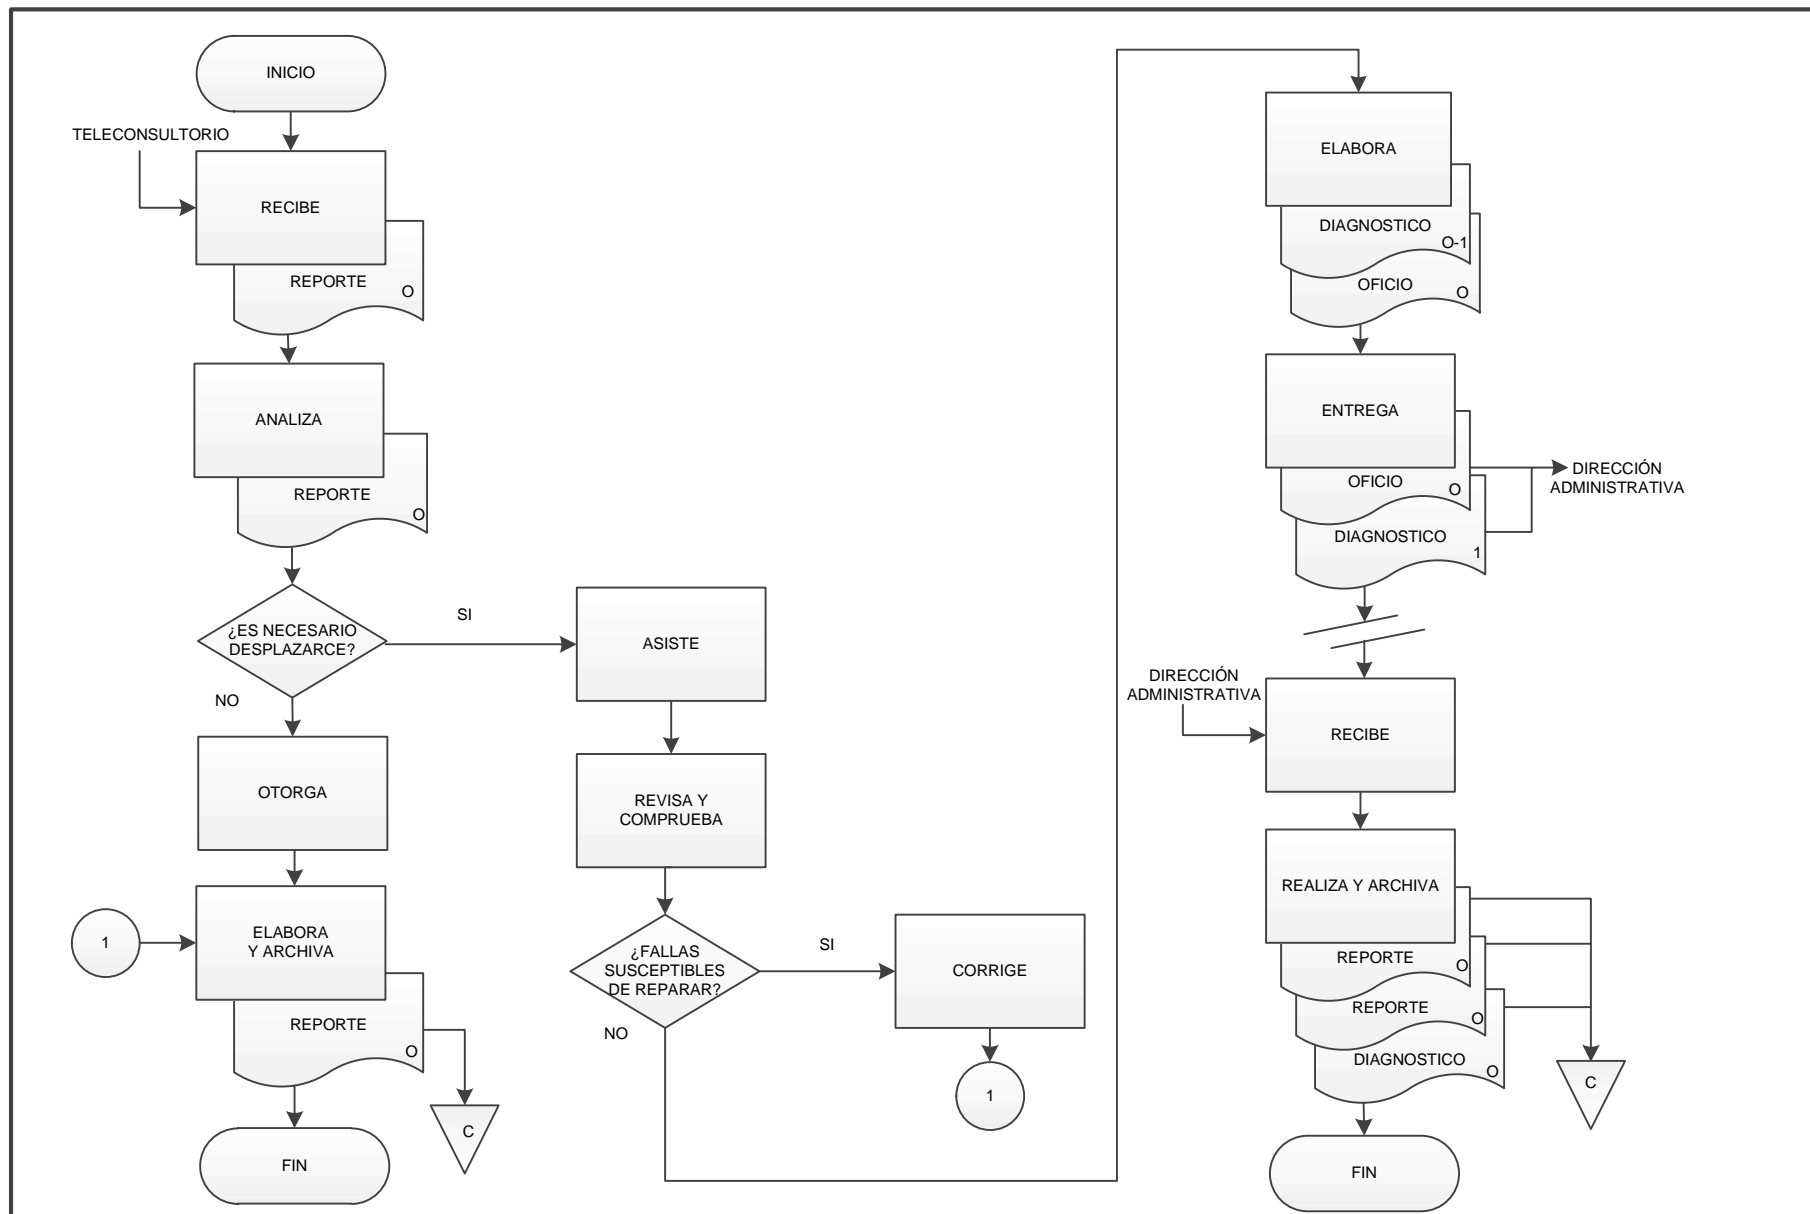 INICIO
TELECONSULTORIO
RECIBE
REPORTE
O
ANALIZA
REPORTE
O
¿ES NECESARIO
DESPLAZARCE?
SI
NO
OTORGA
1
ELABORA
Y ARCHIVA
REPORTE
O
C
FIN
ASISTE
REVISA Y
COMPRUEBA
¿FALLAS
SUSCEPTIBLES
DE REPARAR?
SI
NO
CORRIGE
1
ELABORA
DIAGNOSTICO
O-1
OFICIO
O
ENTREGA
OFICIO
O
DIAGNOSTICO
1
DIRECCIÓN
ADMINISTRATIVA
DIRECCIÓN
ADMINISTRATIVA
RECIBE
REALIZA Y ARCHIVA
REPORTE
O
REPORTE
O
DIAGNOSTICO
O
C
FIN